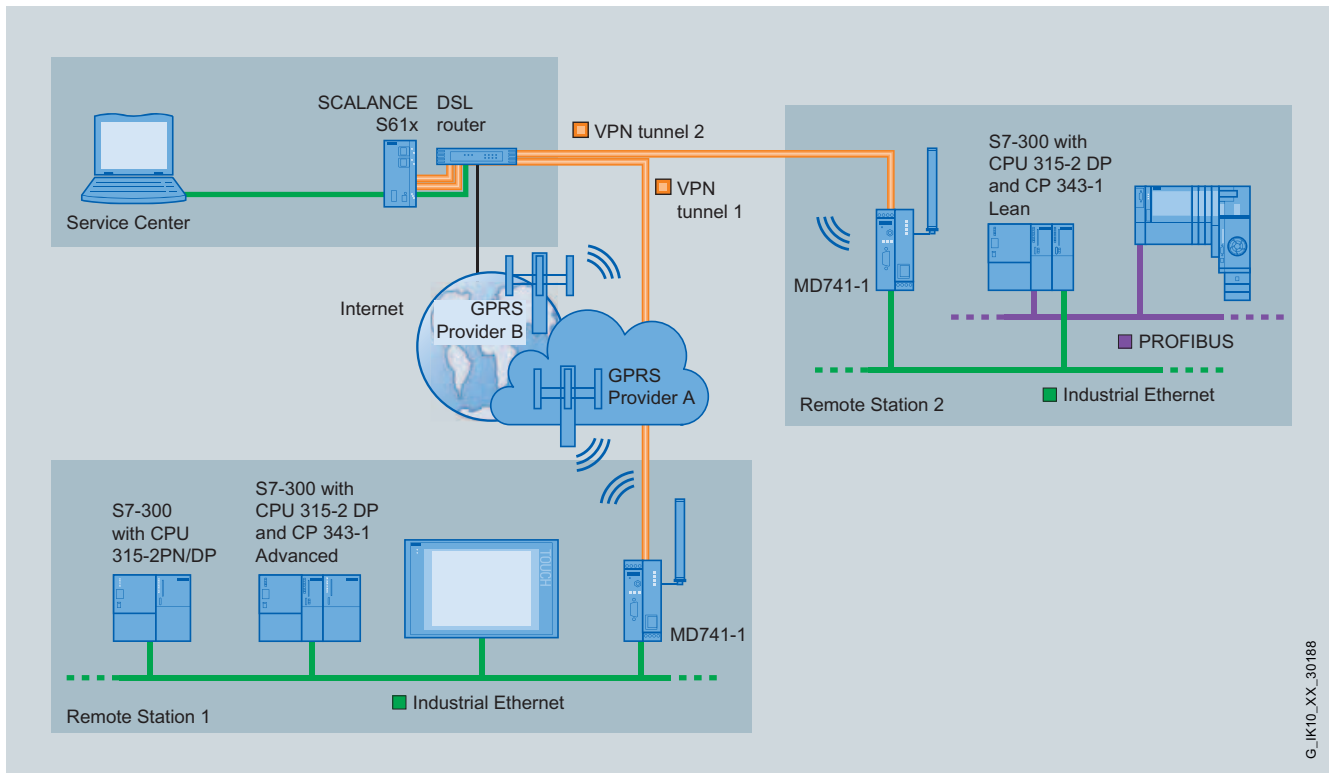 SCALANCE
S61x
DSL
router
Service Center
VPN tunnel 2
VPN
tunnel 1
Internet
GPRS
Provider B
GPRS
Provider A
S7-300 with
CPU 315-2 DP
and CP 343-1
Lean
MD741-1
PROFIBUS
Industrial Ethernet
Remote Station 2
S7-300
with CPU
315-2PN/DP
S7-300 with
CPU 315-2 DP
and CP 343-1
Advanced
TOUCH
MD741-1
Industrial Ethernet
Remote Station 1
G_IK10_XX_30188